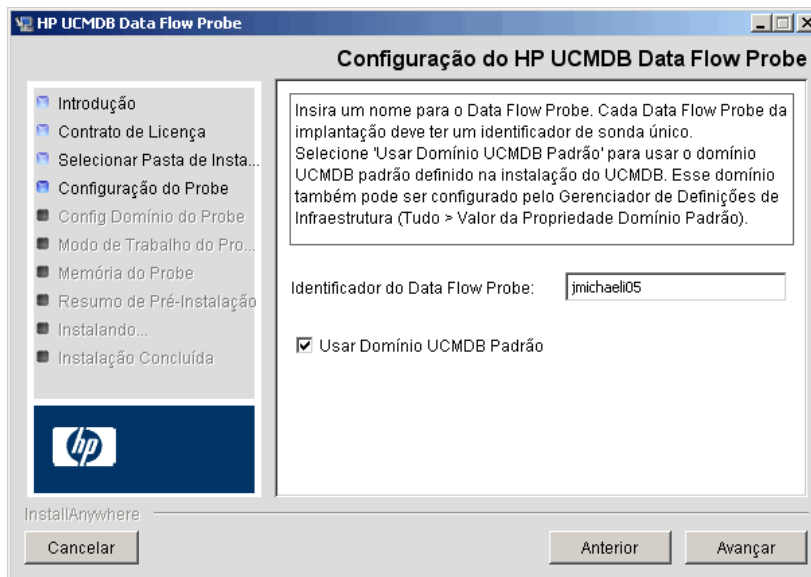 HP UCMDB Data Flow Probe
Configuração do HP UCMDB Data Flow Probe
Introdução
Contrato de Licença
Selecionar Pasta de Insta...
Configuração do Probe
Config Domínio do Probe
Modo de Trabalho do Pro...
Memória do Probe
Resumo de Pré-Instalação
Instalando...
Instalação Concluída
hp
Insira um nome para o Data Flow Probe. Cada Data Flow Probe da
implantação deve ter um identificador de sonda único.
Selecione 'Usar Domínio UCMDB Padrão' para usar o domínio
UCMDB padrão definido na instalação do UCMDB. Esse domínio
também pode ser configurado pelo Gerenciador de Definições de
Infraestrutura (Tudo > Valor da Propriedade Domínio Padrão).
Identificador do Data Flow Probe: jmichaeli05
Usar Domínio UCMDB Padrão
InstallAnywhere
Cancelar Anterior Avançar